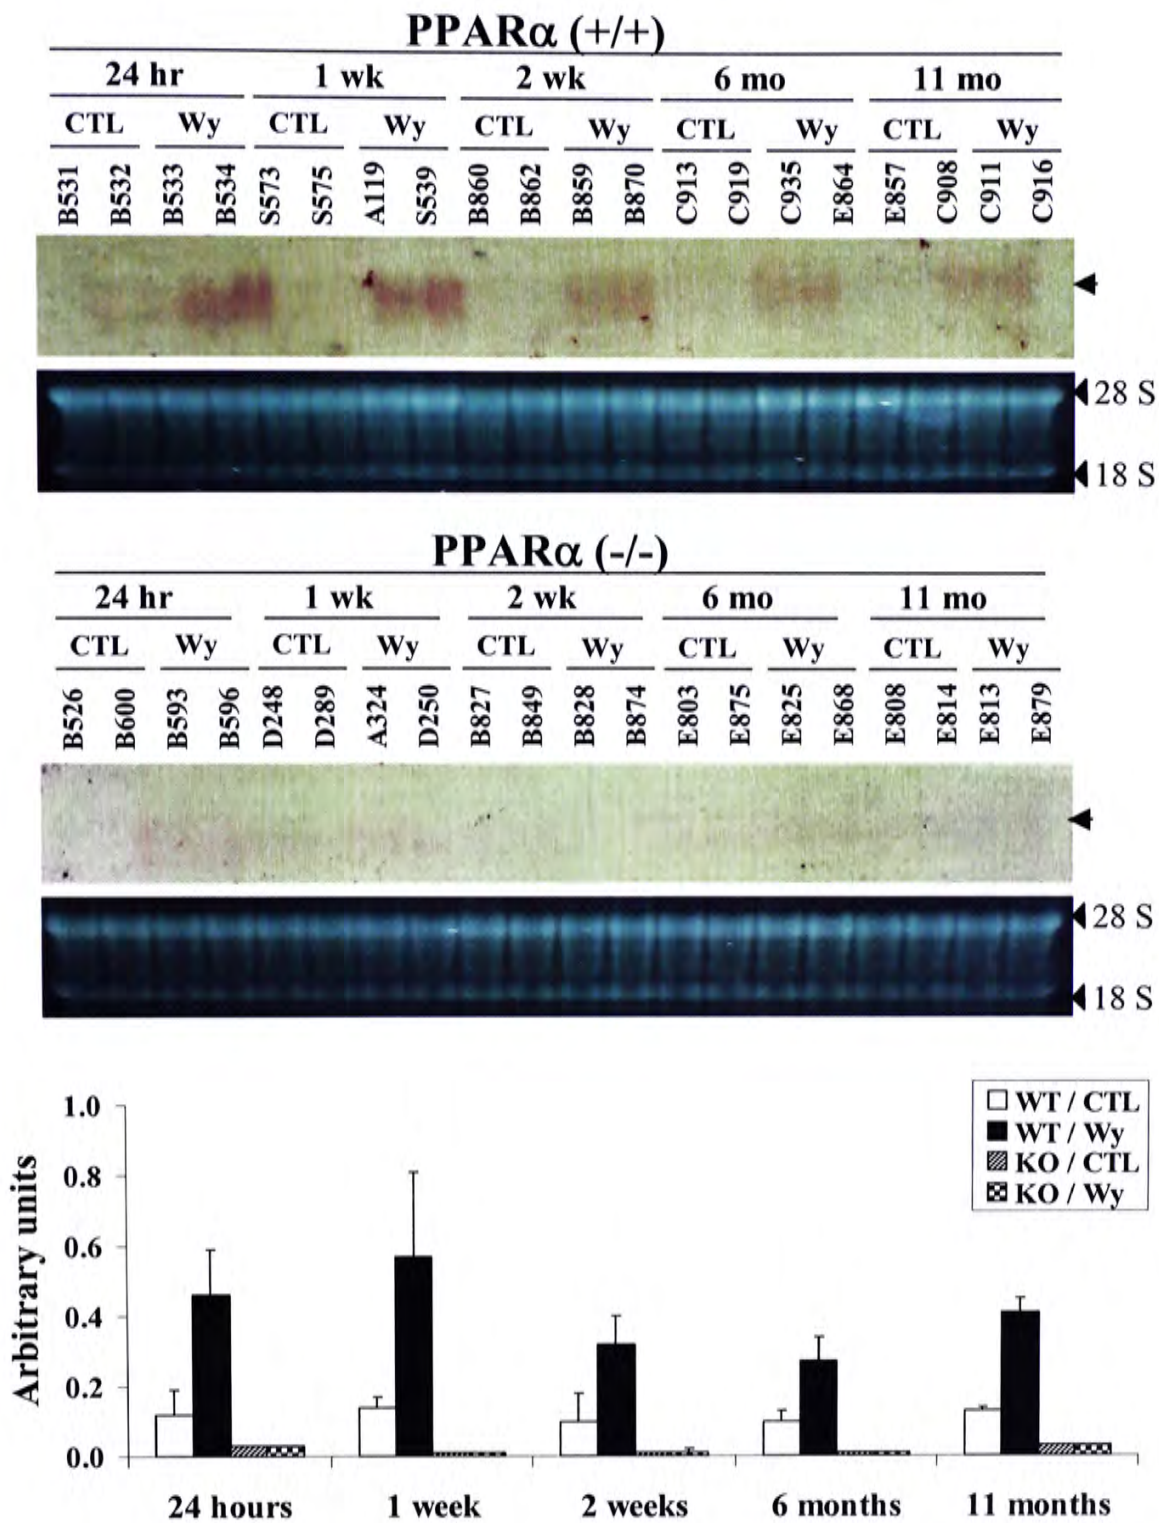 PPARα (+/+)
24 hr 1 wk 2 wk 6 mo 11 mo
CTL Wy CTL Wy CTL Wy CTL Wy CTL Wy
B531 B532 B533 B534 S573 S575 A119 S539 B860 B862 B859 B870 C913 C919 C935 E864 E857 C908 C911 C916
28 S
18 S
PPARα (-/-)
24 hr 1 wk 2 wk 6 mo 11 mo
CTL Wy CTL Wy CTL Wy CTL Wy CTL Wy
B526 B600 B593 B596 D248 D289 A324 D250 B827 B849 B828 B874 E803 E875 E825 E868 E808 E814 E813 E879
28 S
18 S
Arbitrary units
1.0
0.8
0.6
0.4
0.2
0.0
WT / CTL
WT / Wy
KO / CTL
KO / Wy
24 hours 1 week 2 weeks 6 months 11 months